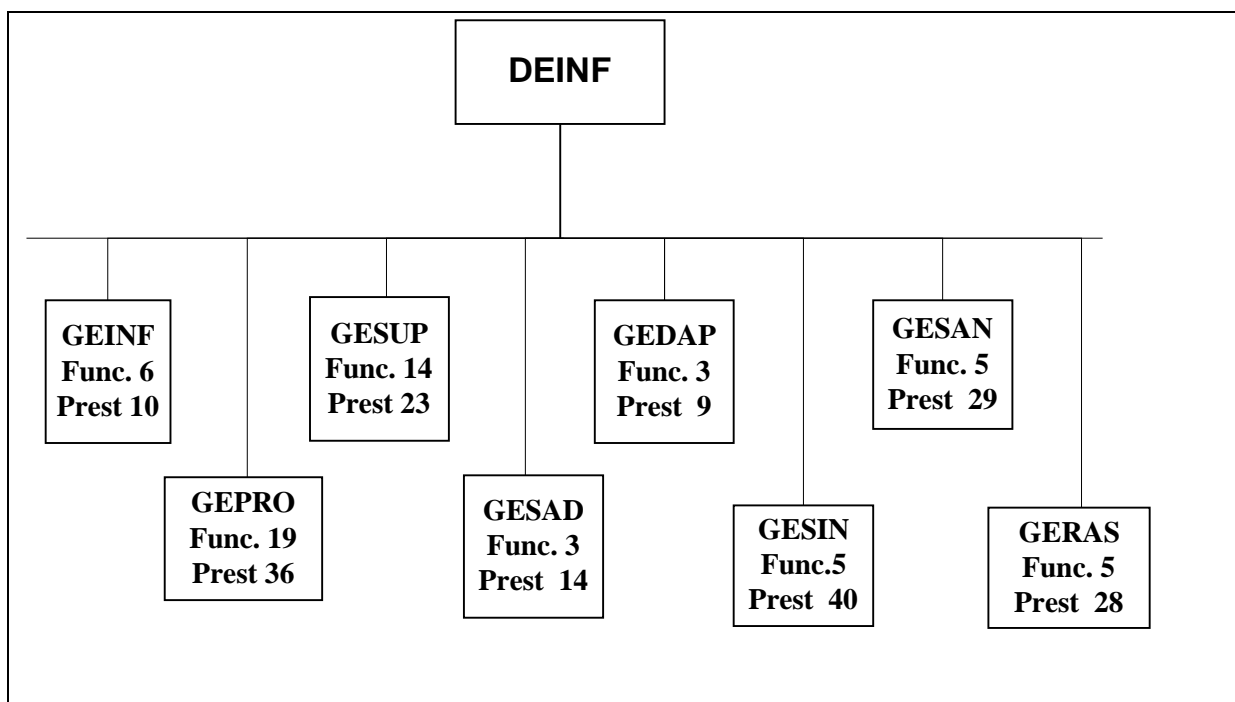 DEINF
GEINF
Func. 6
Prest 10
GESUP
Func. 14
Prest 23
GEDAP
Func. 3
Prest  9
GESAN
Func. 5
Prest  29
GEPRO
Func. 19
Prest 36
GESAD
Func. 3
Prest  14
GESIN
Func.5
Prest  40
GERAS
Func. 5
Prest  28